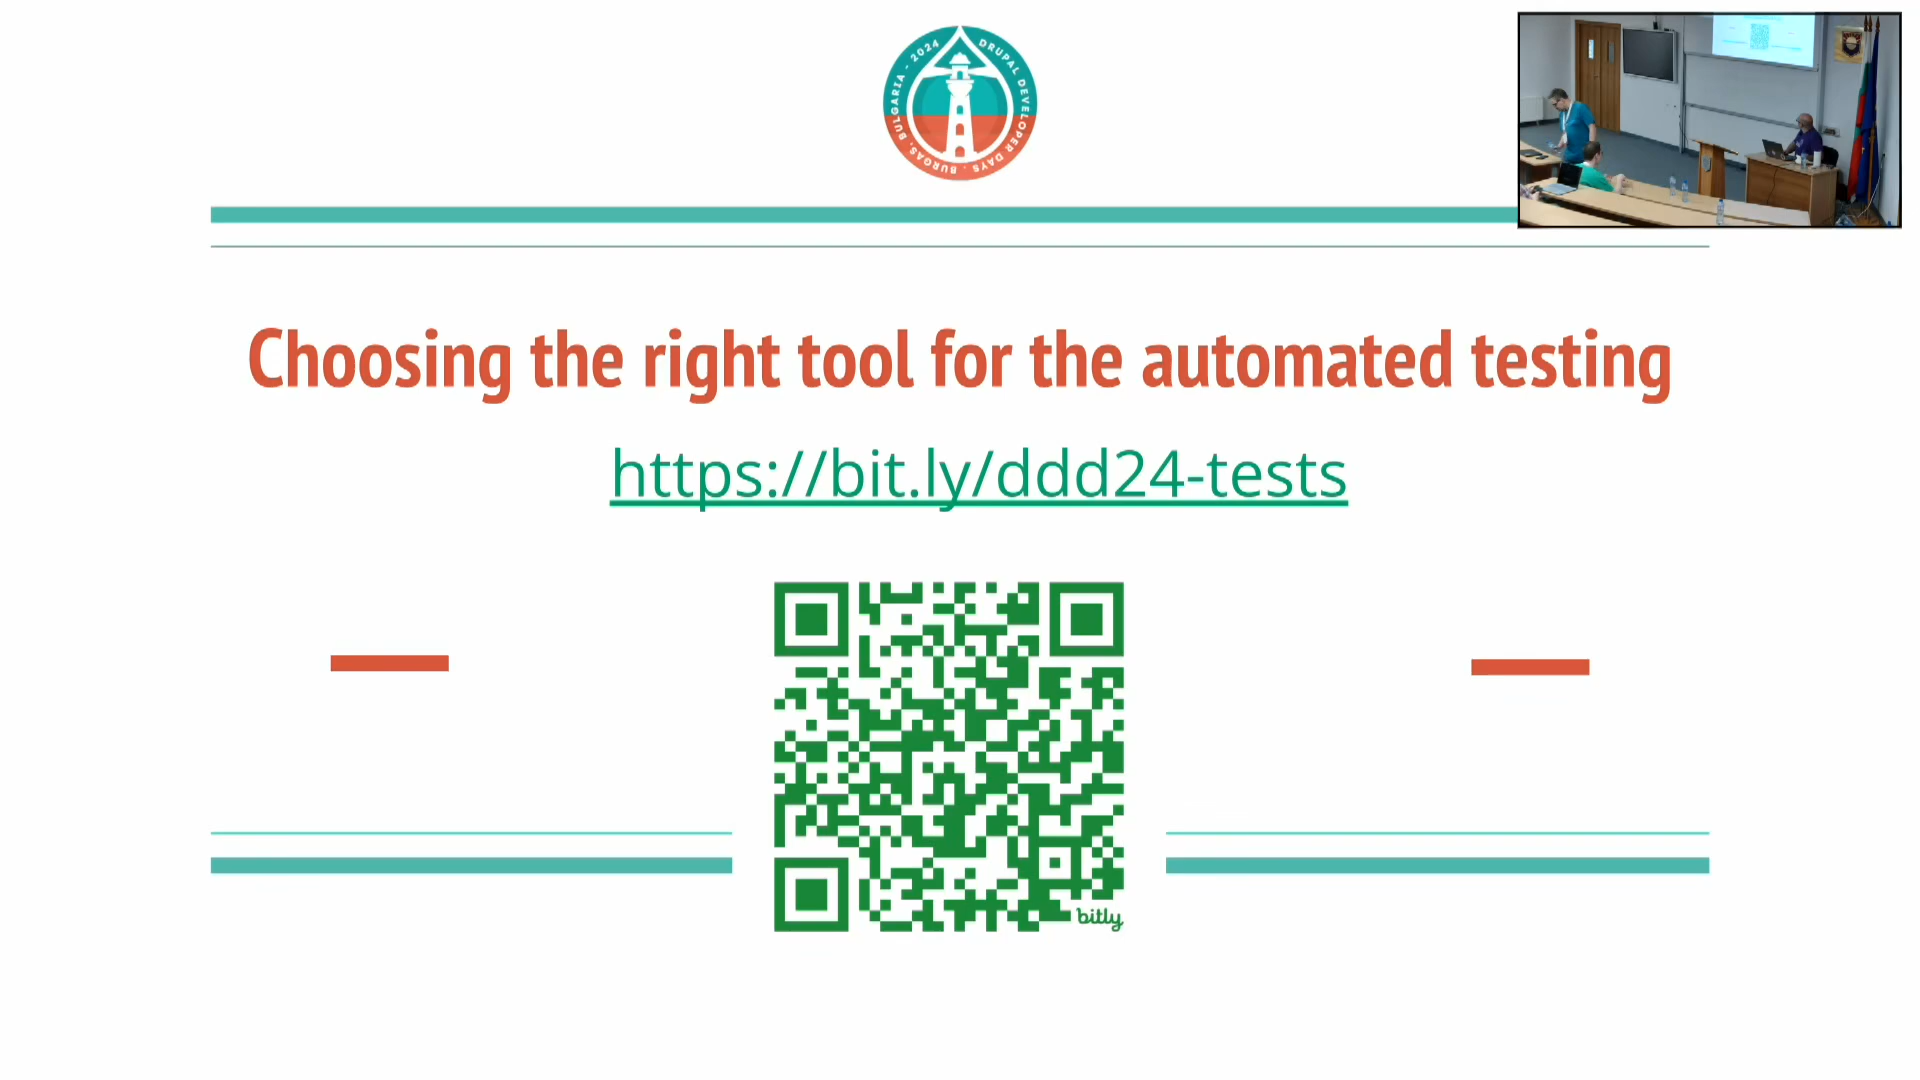 BURGAS, BULGARIA - 2024 DRUPAL DEVELOPER DAYS
Choosing the right tool for the automated testing
https://bit.ly/ddd24-tests
bitly